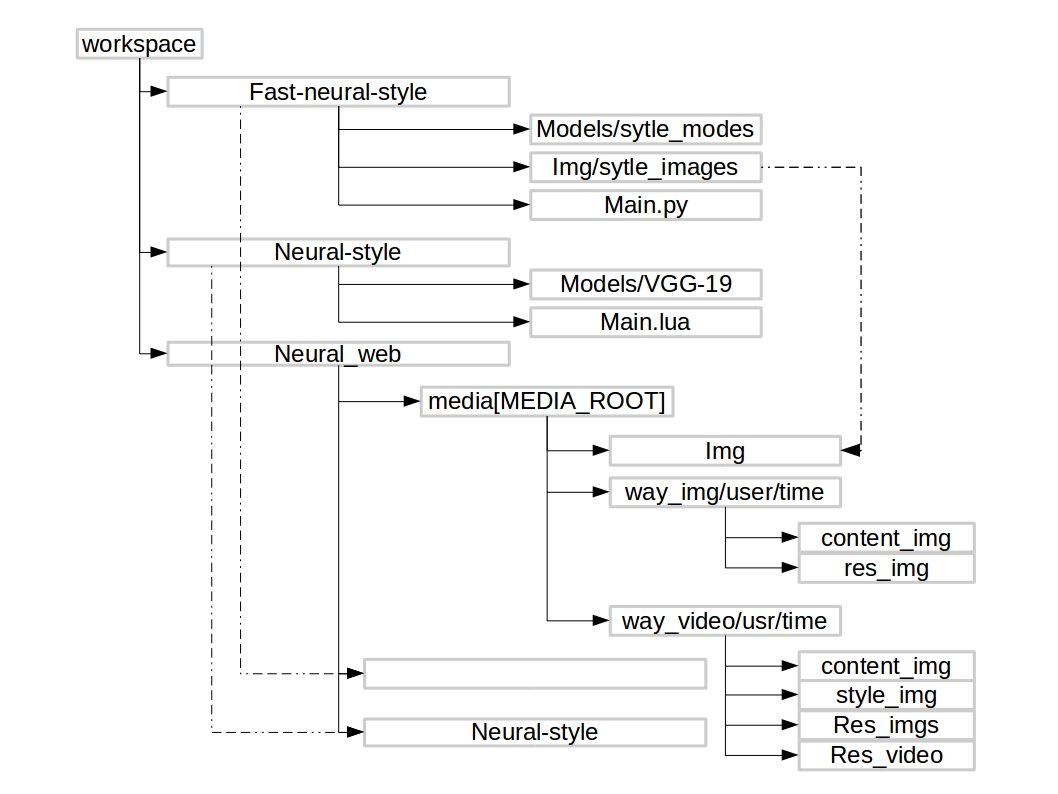 workspace
Fast-neural-style
Models/sytle_modes
Img/sytle_images
Main.py
Neural-style
Models/VGG-19
Main.lua
Neural_web
media[MEDIA_ROOT]
Img
way_img/user/time
content_img
res_img
way_video/usr/time
content_img
style_img
Res_imgs
Neural-style
Res_video